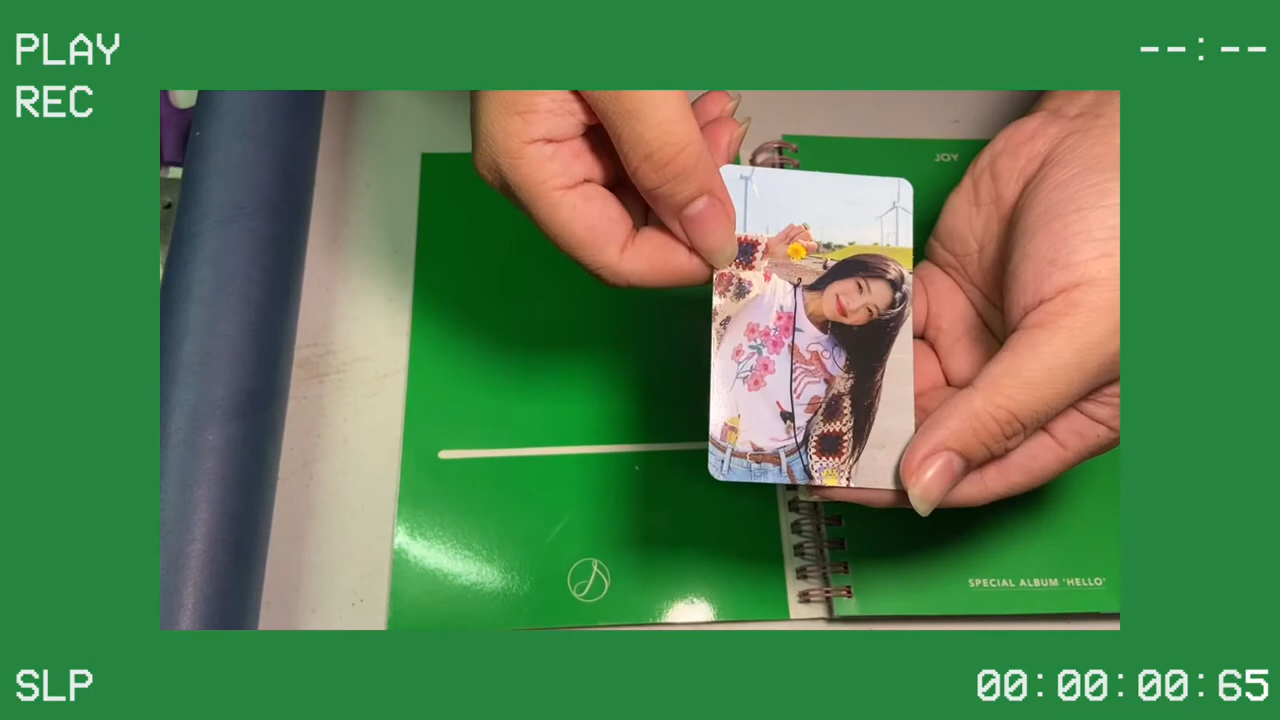 PLAY
--:--
REC
JOY
SPECIAL ALBUM 'HELLO'
SLP
00:00:00:65